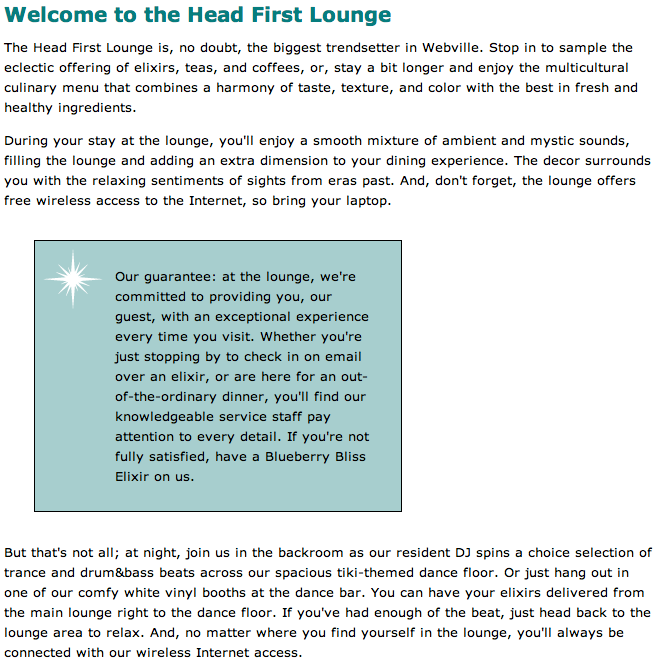 Welcome to the Head First Lounge
The Head First Lounge is, no doubt, the biggest trendsetter in Webville. Stop in to sample the
eclectic offering of elixirs, teas, and coffees, or, stay a bit longer and enjoy the multicultural
culinary menu that combines a harmony of taste, texture, and color with the best in fresh and
healthy ingredients.
During your stay at the lounge, you'll enjoy a smooth mixture of ambient and mystic sounds,
filling the lounge and adding an extra dimension to your dining experience. The decor surrounds
you with the relaxing sentiments of sights from eras past. And, don't forget, the lounge offers
free wireless access to the Internet, so bring your laptop.
Our guarantee: at the lounge, we're
committed to providing you, our
guest, with an exceptional experience
every time you visit. Whether you're
just stopping by to check in on email
over an elixir, or are here for an out-
of-the-ordinary dinner, you'll find our
knowledgeable service staff pay
attention to every detail. If you're not
fully satisfied, have a Blueberry Bliss
Elixir on us.
But that's not all; at night, join us in the backroom as our resident DJ spins a choice selection of
trance and drum&bass beats across our spacious tiki-themed dance floor. Or just hang out in
one of our comfy white vinyl booths at the dance bar. You can have your elixirs delivered from
the main lounge right to the dance floor. If you've had enough of the beat, just head back to the
lounge area to relax. And, no matter where you find yourself in the lounge, you'll always be
connected with our wireless Internet access.